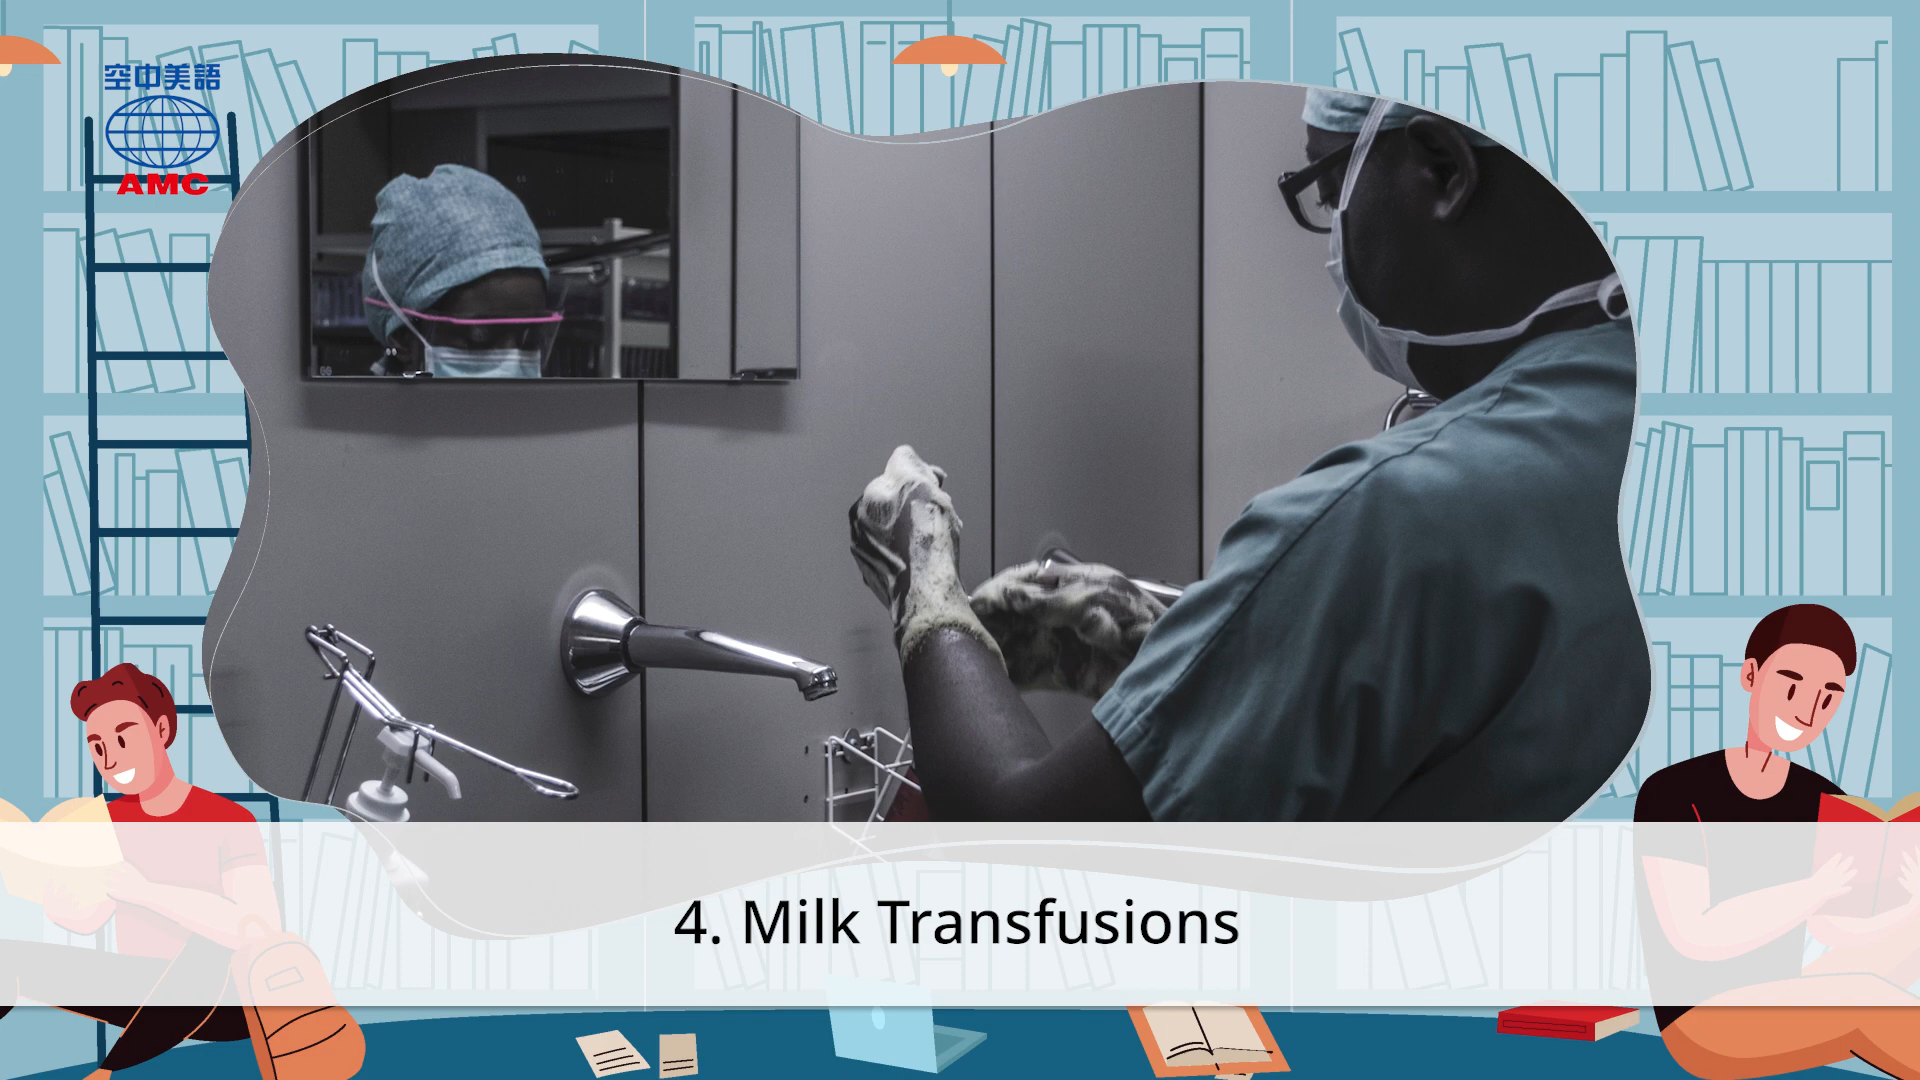 空中美語
AMC
4. Milk Transfusions